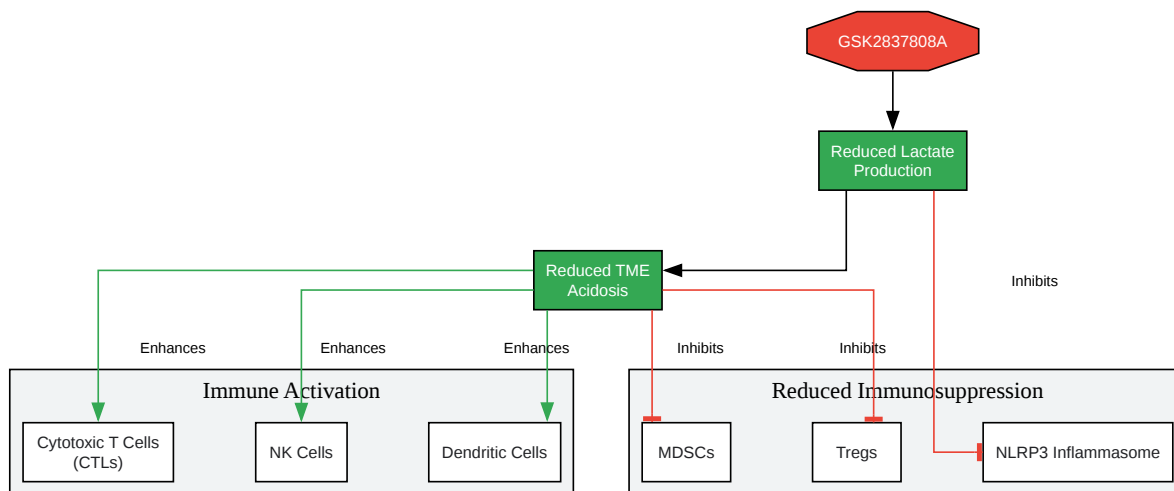 GSK2837808A
Reduced Lactate
Production
Reduced TME
Acidosis
Inhibits
Enhances
Enhances
Enhances
Inhibits
Inhibits
Immune Activation
Reduced Immunosuppression
Cytotoxic T Cells
(CTLs)
NK Cells
Dendritic Cells
MDSCs
Tregs
NLRP3 Inflammasome